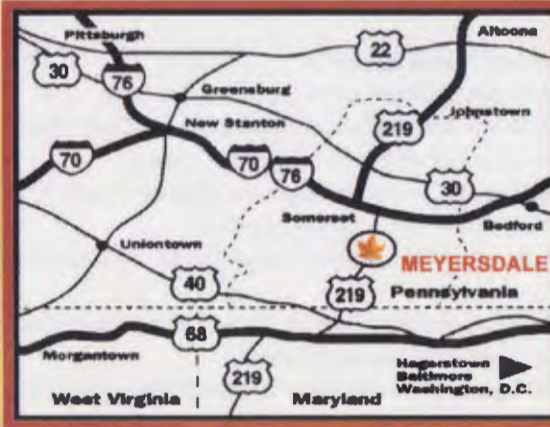 Pittsburgh
Altoona
22
30
76
Greensburg
Johnstown
New Stanton
219
70
70
76
30
Somerset
Bedford
Uniontown
MEYERSDALE
40
219
Pennsylvania
68
Morgantown
219
Hagerstown
Baltimore
Washington, D.C.
West Virginia
Maryland